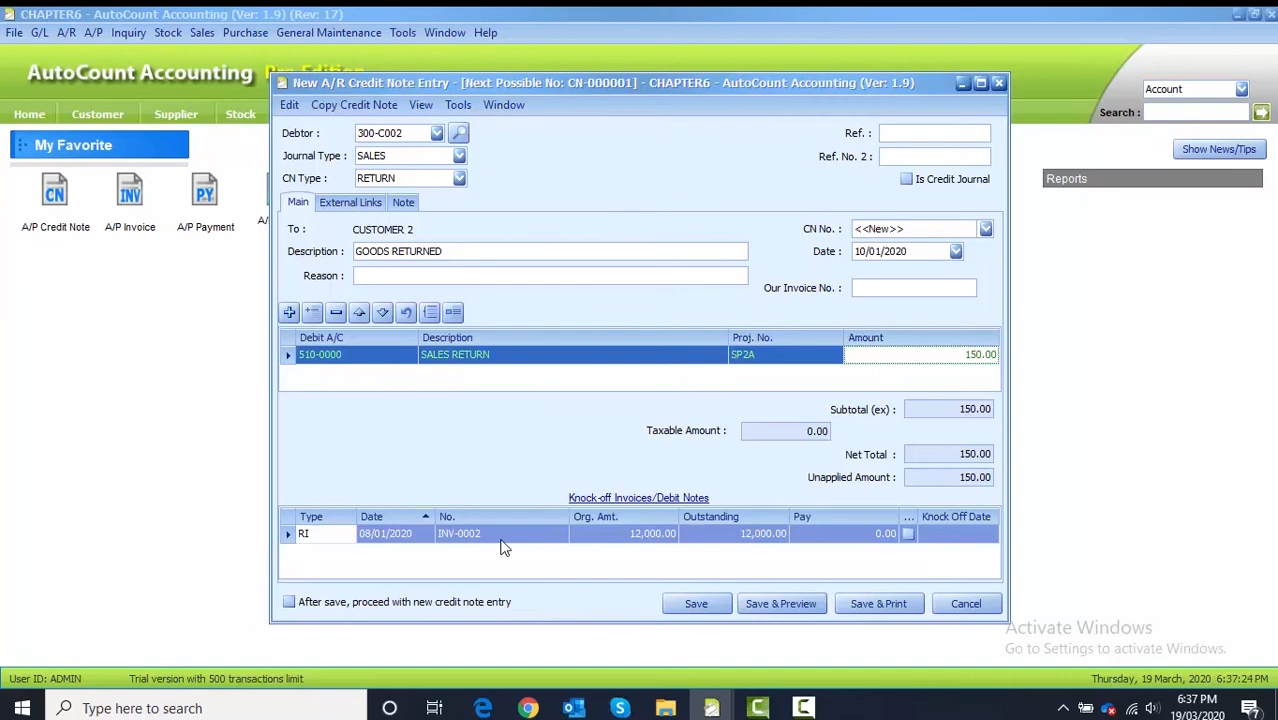 CHAPTER6 - AutoCount Accounting (Ver: 1.9) (Rev: 17)
File G/L A/R A/P Inquiry Stock Sales Purchase General Maintenance Tools Window Help
AutoCount Accounting Pro Edition
Account
Search :
Home Customer Supplier Stock
My Favorite
Show News/Tips
Reports
CN INV PY
A/P Credit Note A/P Invoice A/P Payment A/
New A/R Credit Note Entry - [Next Possible No: CN-000001] - CHAPTER6 - AutoCount Accounting (Ver: 1.9)
Edit Copy Credit Note View Tools Window
Debtor : 300-C002 Ref. :
Journal Type : SALES Ref. No. 2 :
CN Type : RETURN Is Credit Journal
Main External Links Note
To : CUSTOMER 2 CN No. : <<New>>
Description : GOODS RETURNED Date : 10/01/2020
Reason :
Our Invoice No. :
Debit A/C Description Proj. No. Amount
510-0000 SALES RETURN SP2A 150.00
Subtotal (ex) : 150.00
Taxable Amount : 0.00
Net Total : 150.00
Unapplied Amount : 150.00
Knock-off Invoices/Debit Notes
Type Date No. Org. Amt. Outstanding Pay ... Knock Off Date
RI 08/01/2020 INV-0002 12,000.00 12,000.00 0.00
After save, proceed with new credit note entry Save Save & Preview Save & Print Cancel
Activate Windows
Go to Settings to activate Windows.
User ID: ADMIN Trial version with 500 transactions limit Thursday, 19 March, 2020 6:37:24 PM
Type here to search
6:37 PM
19/03/2020
7